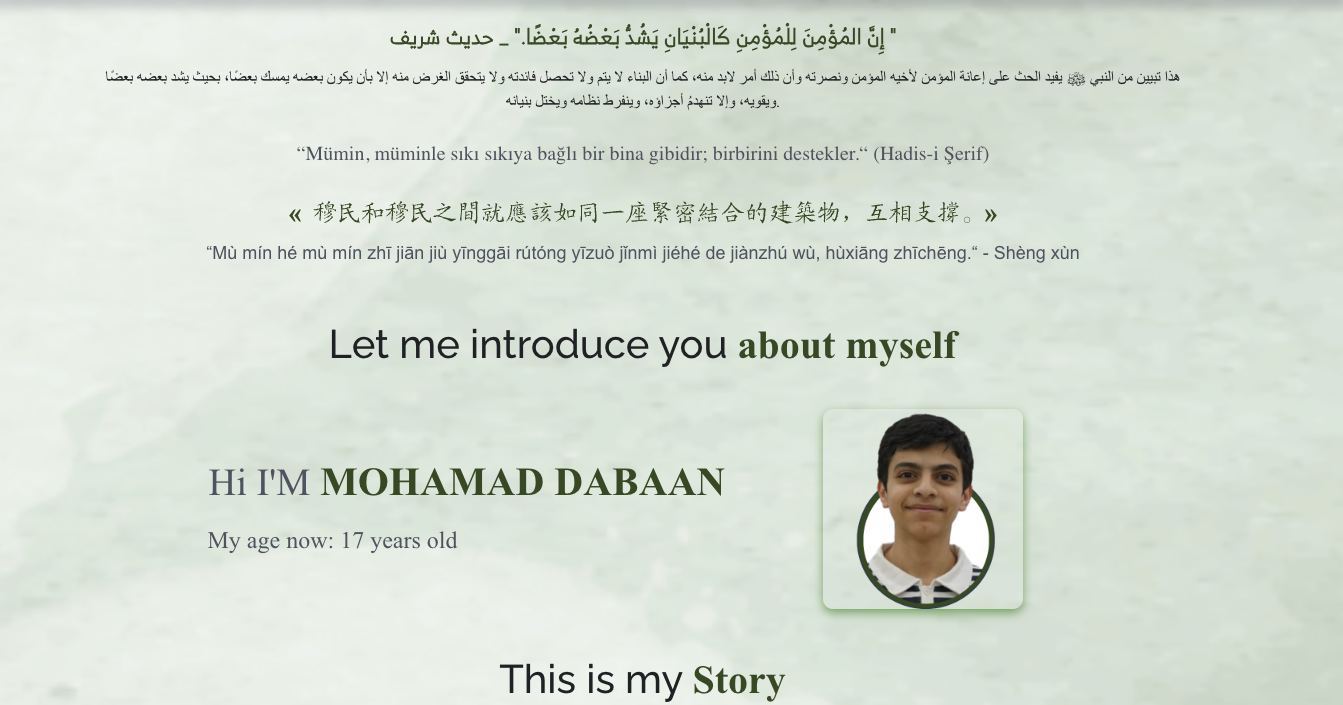 " إِنَّ المُؤْمِنَ لِلْمُؤْمِنِ كَالْبُنْيَانِ يَشُدُّ بَعْضُهُ بَعْضًا." _ حديث شريف
هذا تبيين من النبي ﷺ يفيد الحث على إعانة المؤمن لأخيه المؤمن ونصرته وأن ذلك أمر لابد منه، كما أن البناء لا يتم ولا تحصل فائدته ولا يتحقق الغرض منه إلا بأن يكون بعضه يمسك بعضًا، بحيث يشد بعضه بعضًا
ويقويه، وإلا تنهدمُ أجزاؤه، وينفرط نظامه ويختل بنيانه.
“Mümin, müminle sıkı sıkıya bağlı bir bina gibidir; birbirini destekler.“ (Hadis-i Şerif)
« 穆民和穆民之間就應該如同一座緊密結合的建築物，互相支撐。»
“Mù mín hé mù mín zhī jiān jiù yīnggāi rútóng yīzuò jǐnmì jiéhé de jiànzhú wù, hùxiāng zhīchēng.“ - Shèng xùn
Let me introduce you about myself
Hi I'M MOHAMAD DABAAN
My age now: 17 years old
This is my Story